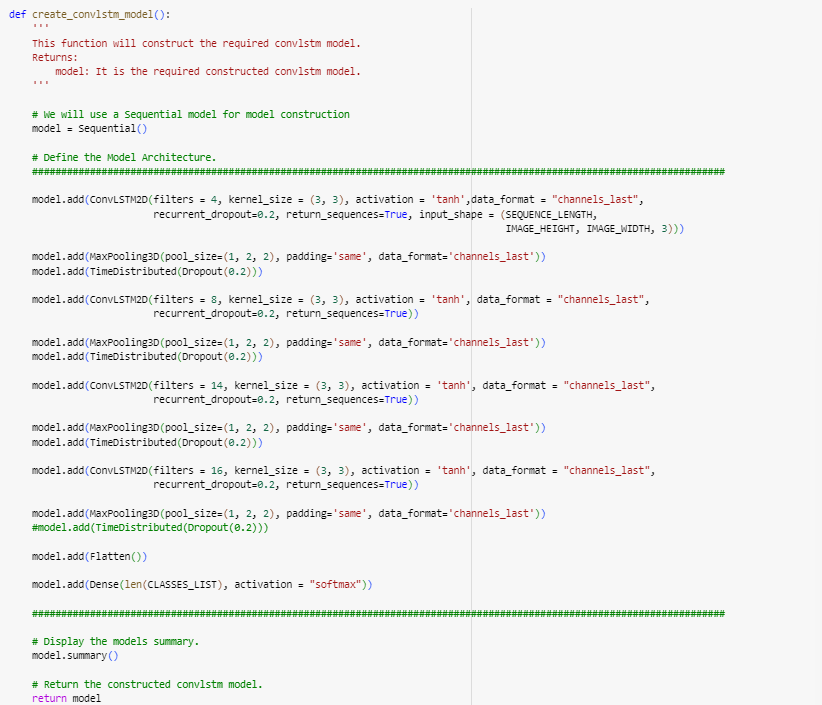 def create_convlstm_model():
    '''
    This function will construct the required convlstm model.
    Returns:
        model: It is the required constructed convlstm model.
    '''

    # We will use a Sequential model for model construction
    model = Sequential()

    # Define the Model Architecture.
    ########################################################################################################################

    model.add(ConvLSTM2D(filters = 4, kernel_size = (3, 3), activation = 'tanh',data_format = "channels_last",
                         recurrent_dropout=0.2, return_sequences=True, input_shape = (SEQUENCE_LENGTH,
                                                                                      IMAGE_HEIGHT, IMAGE_WIDTH, 3)))

    model.add(MaxPooling3D(pool_size=(1, 2, 2), padding='same', data_format='channels_last'))
    model.add(TimeDistributed(Dropout(0.2)))

    model.add(ConvLSTM2D(filters = 8, kernel_size = (3, 3), activation = 'tanh', data_format = "channels_last",
                         recurrent_dropout=0.2, return_sequences=True))

    model.add(MaxPooling3D(pool_size=(1, 2, 2), padding='same', data_format='channels_last'))
    model.add(TimeDistributed(Dropout(0.2)))

    model.add(ConvLSTM2D(filters = 14, kernel_size = (3, 3), activation = 'tanh', data_format = "channels_last",
                         recurrent_dropout=0.2, return_sequences=True))

    model.add(MaxPooling3D(pool_size=(1, 2, 2), padding='same', data_format='channels_last'))
    model.add(TimeDistributed(Dropout(0.2)))

    model.add(ConvLSTM2D(filters = 16, kernel_size = (3, 3), activation = 'tanh', data_format = "channels_last",
                         recurrent_dropout=0.2, return_sequences=True))

    model.add(MaxPooling3D(pool_size=(1, 2, 2), padding='same', data_format='channels_last'))
    #model.add(TimeDistributed(Dropout(0.2)))

    model.add(Flatten())

    model.add(Dense(len(CLASSES_LIST), activation = "softmax"))

    ########################################################################################################################

    # Display the models summary.
    model.summary()

    # Return the constructed convlstm model.
    return model